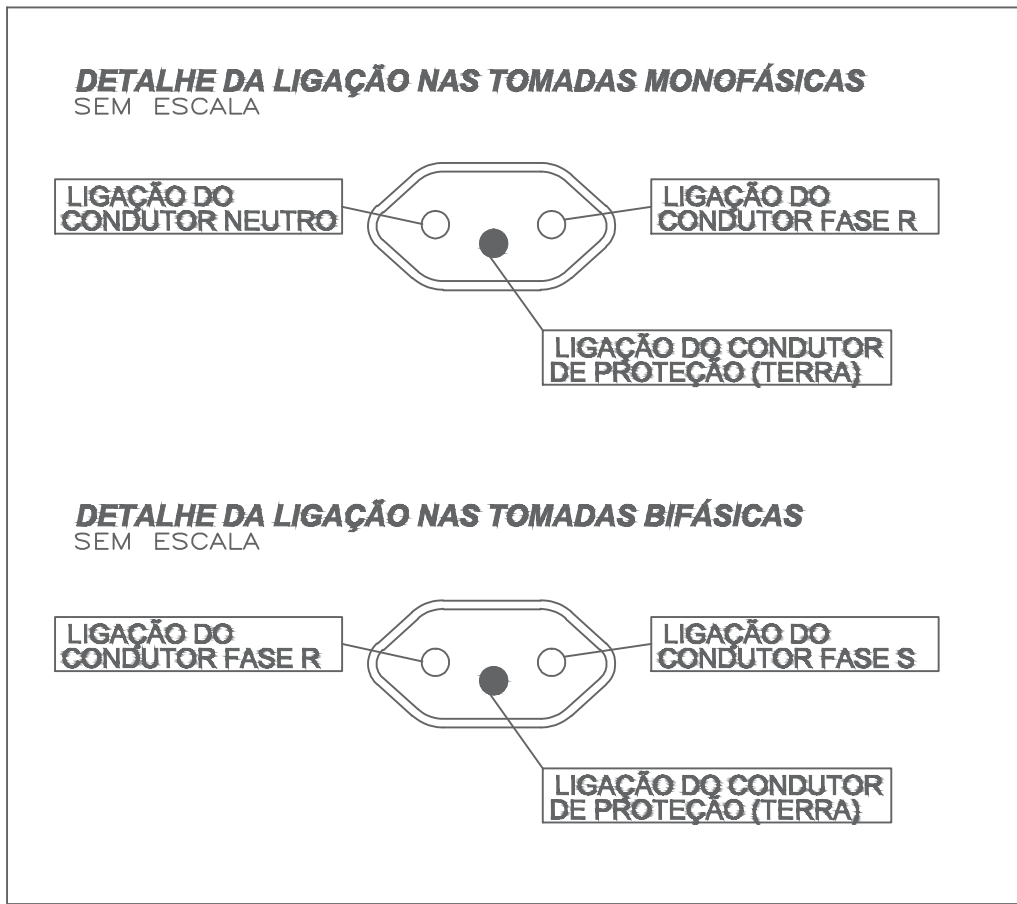 DETALHE DA LIGAÇÃO NAS TOMADAS MONOFÁSICAS
SEM ESCALA
LIGAÇÃO DO
CONDUTOR NEUTRO
LIGAÇÃO DO
CONDUTOR FASE R
LIGAÇÃO DO CONDUTOR
DE PROTEÇÃO (TERRA)
DETALHE DA LIGAÇÃO NAS TOMADAS BIFÁSICAS
SEM ESCALA
LIGAÇÃO DO
CONDUTOR FASE R
LIGAÇÃO DO
CONDUTOR FASE S
LIGAÇÃO DO CONDUTOR
DE PROTEÇÃO (TERRA)